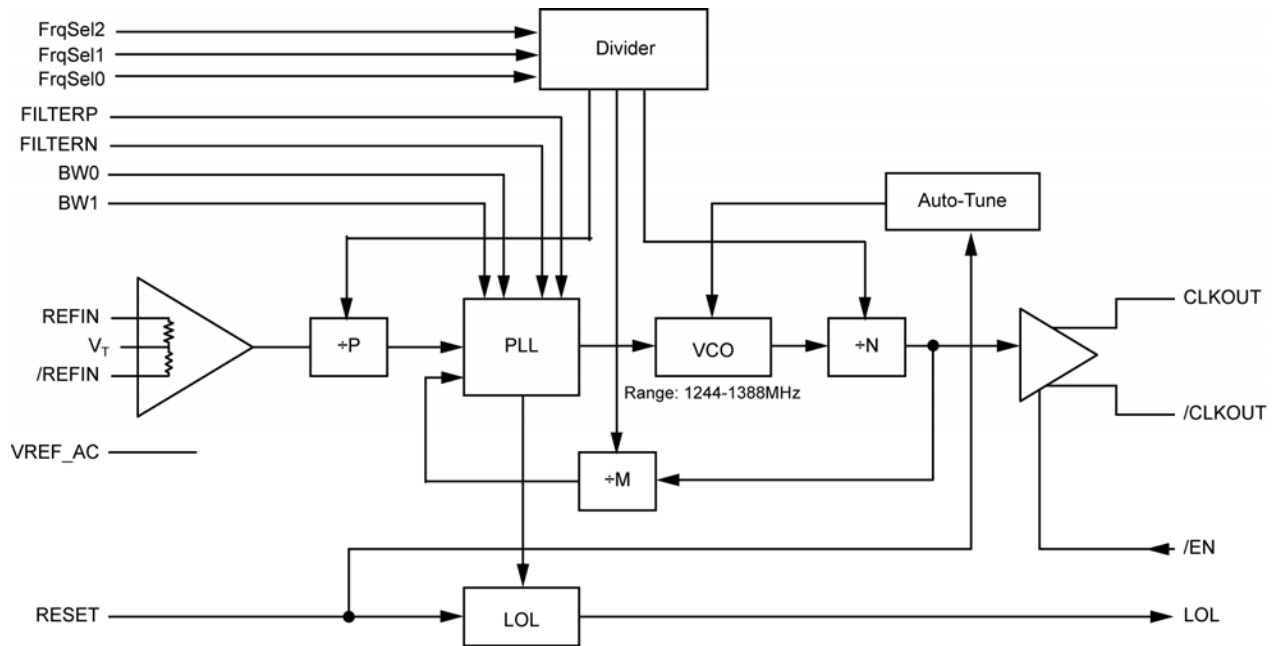 FrqSel2
FrqSel1
FrqSel0
Divider
FILTERP
FILTERN
BW0
BW1
Auto-Tune
REFIN
VT
/REFIN
÷P
PLL
VCO
÷N
Range: 1244-1388MHz
CLKOUT
/CLKOUT
VREF_AC
÷M
/EN
RESET
LOL
LOL